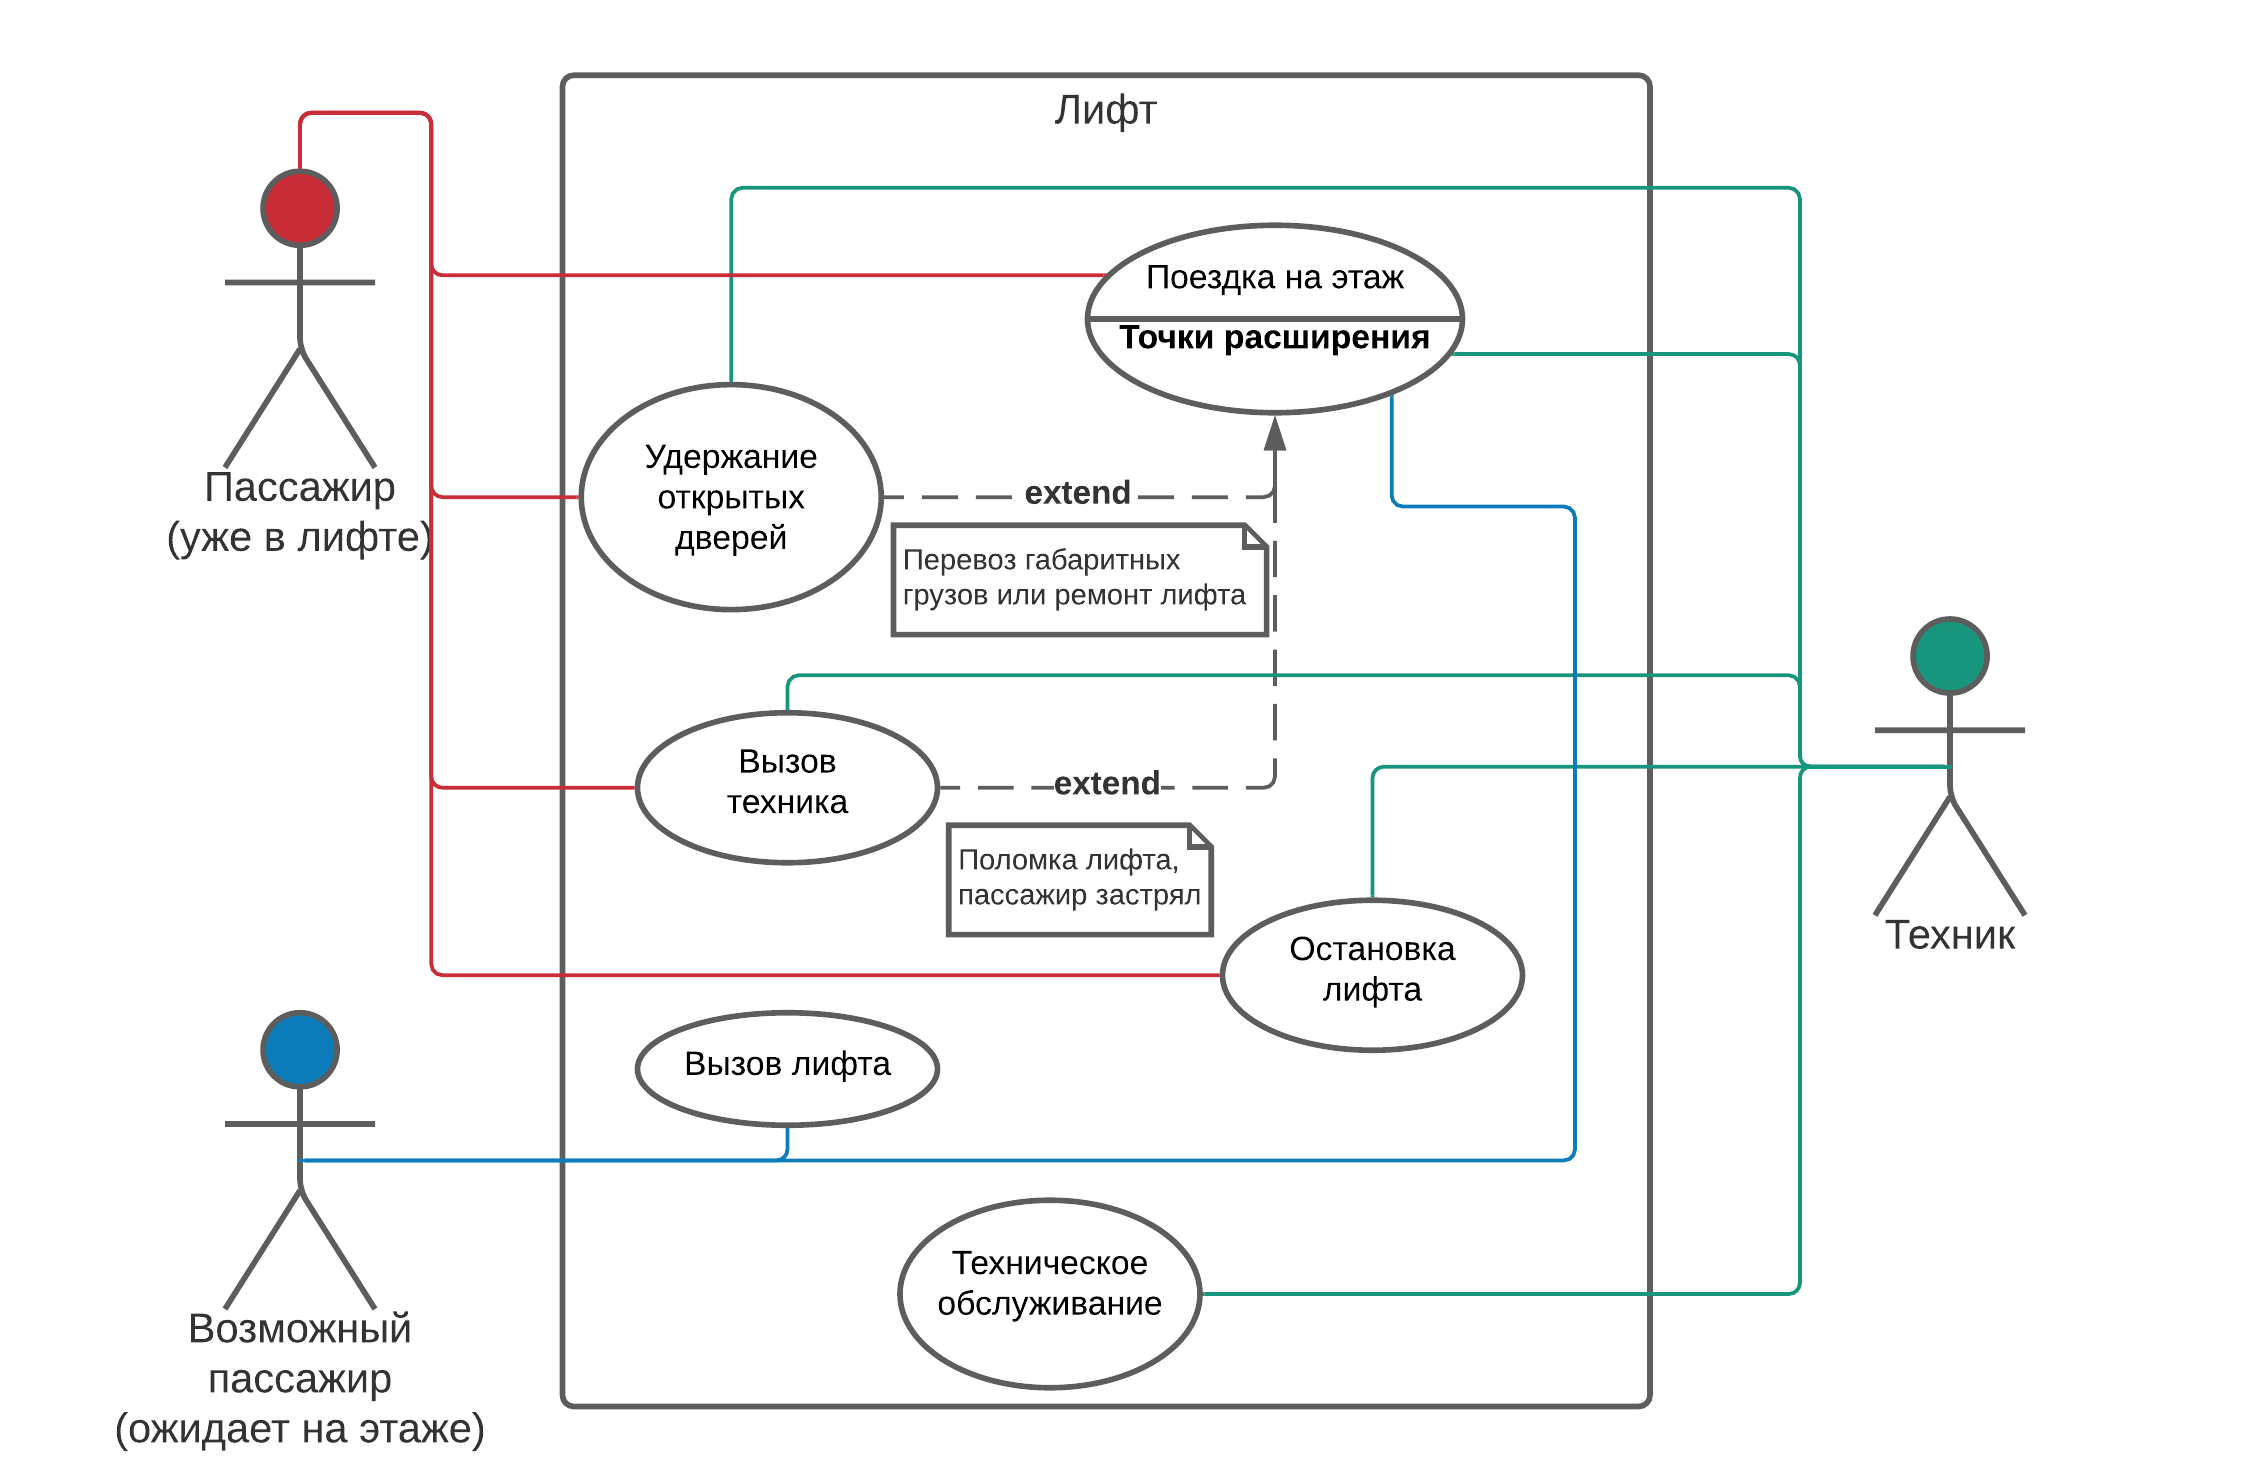 Лифт
Пассажир
(уже в лифте)
Поездка на этаж
Точки расширения
Удержание
открытых
дверей
extend
Перевоз габаритных
грузов или ремонт лифта
Вызов
техника
extend
Поломка лифта,
пассажир застрял
Остановка
лифта
Техник
Вызов лифта
Возможный
пассажир
(ожидает на этаже)
Техническое
обслуживание